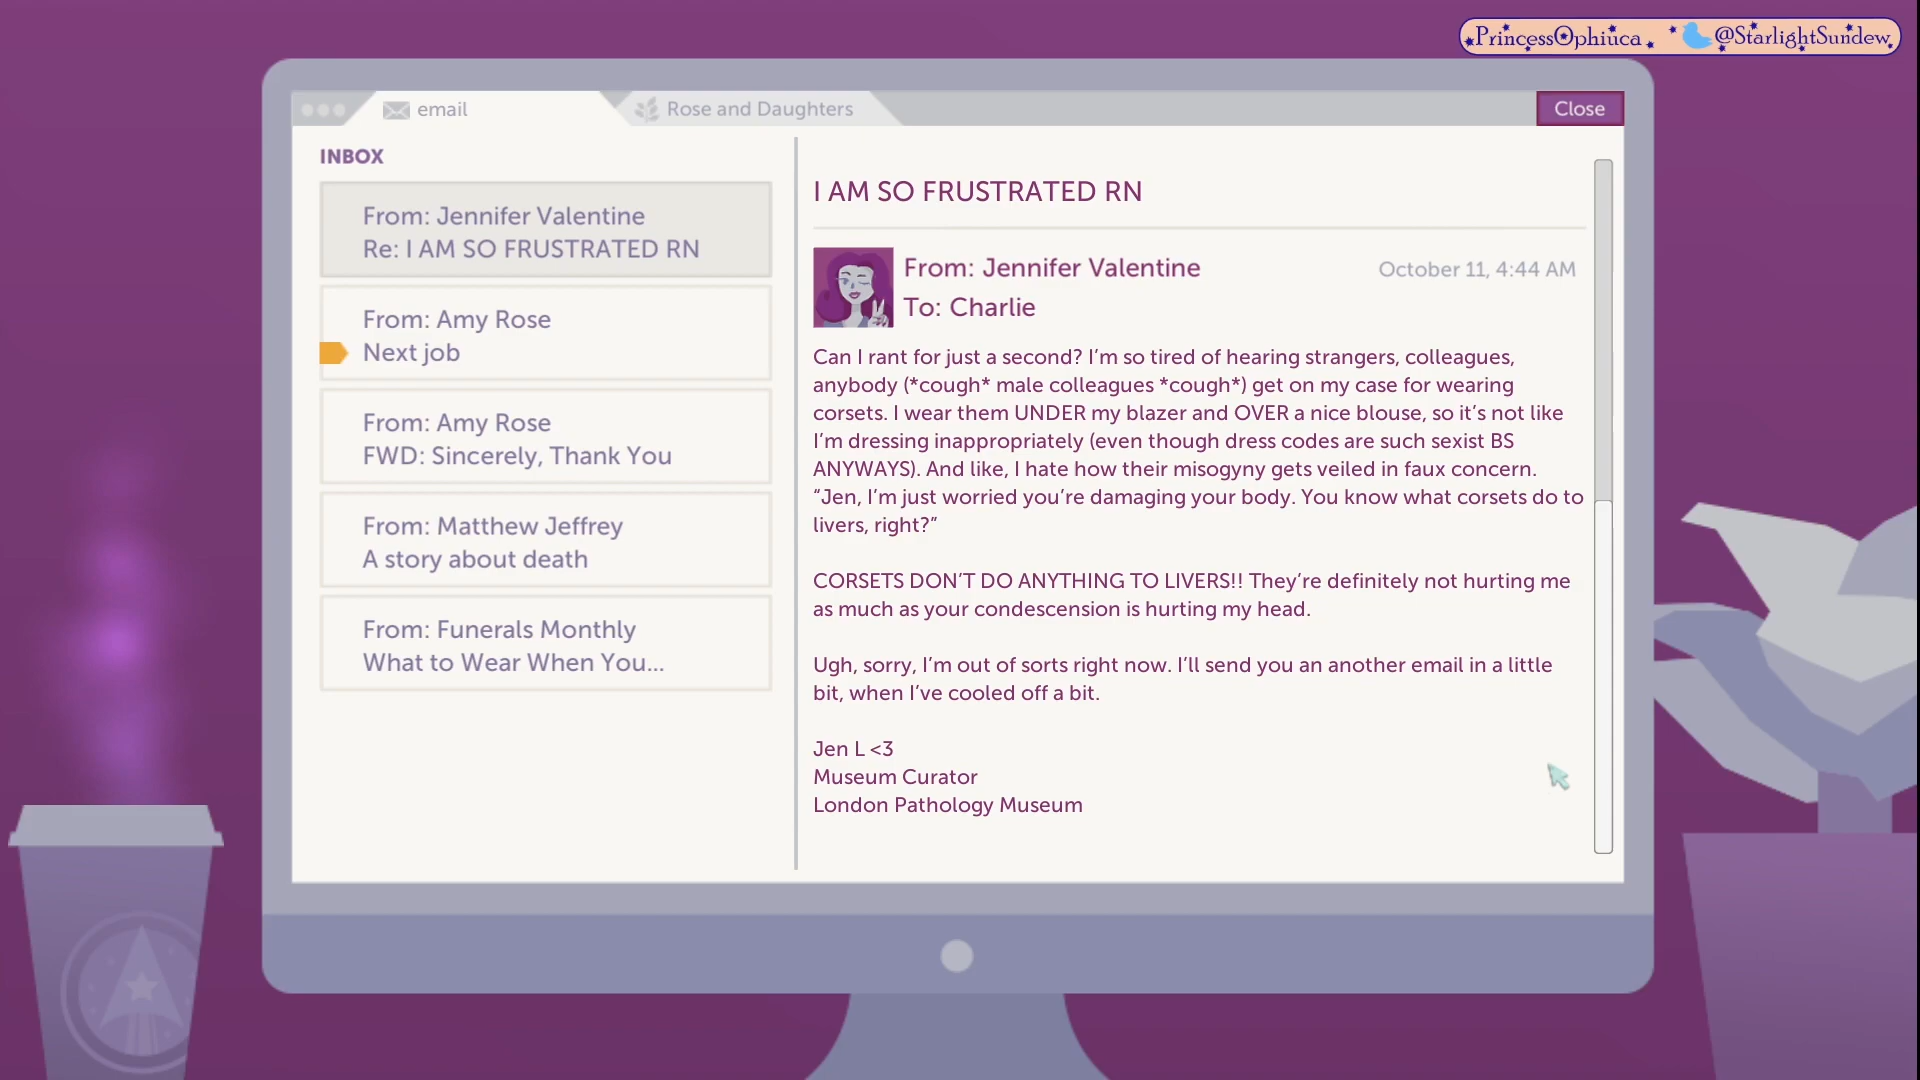 PrincessOphiuca @StarlightSundew
email
Rose and Daughters
Close
INBOX
From: Jennifer Valentine
Re: I AM SO FRUSTRATED RN
From: Amy Rose
Next job
From: Amy Rose
FWD: Sincerely, Thank You
From: Matthew Jeffrey
A story about death
From: Funerals Monthly
What to Wear When You...
I AM SO FRUSTRATED RN
From: Jennifer Valentine
October 11, 4:44 AM
To: Charlie
Can I rant for just a second? I'm so tired of hearing strangers, colleagues,
anybody (*cough* male colleagues *cough*) get on my case for wearing
corsets. I wear them UNDER my blazer and OVER a nice blouse, so it's not like
I'm dressing inappropriately (even though dress codes are such sexist BS
ANYWAYS). And like, I hate how their misogyny gets veiled in faux concern.
“Jen, I'm just worried you're damaging your body. You know what corsets do to
livers, right?”
CORSETS DON'T DO ANYTHING TO LIVERS!! They're definitely not hurting me
as much as your condescension is hurting my head.
Ugh, sorry, I'm out of sorts right now. I'll send you an another email in a little
bit, when I've cooled off a bit.
Jen L <3
Museum Curator
London Pathology Museum